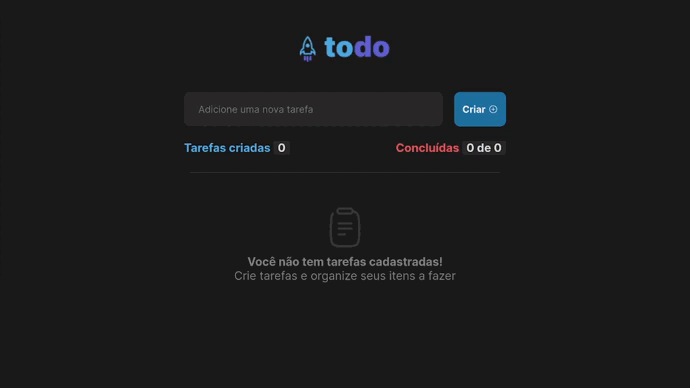 todo
Adicione uma nova tarefa
Criar
Tarefas criadas 0
Concluídas 0 de 0
Você não tem tarefas cadastradas!
Crie tarefas e organize seus itens a fazer